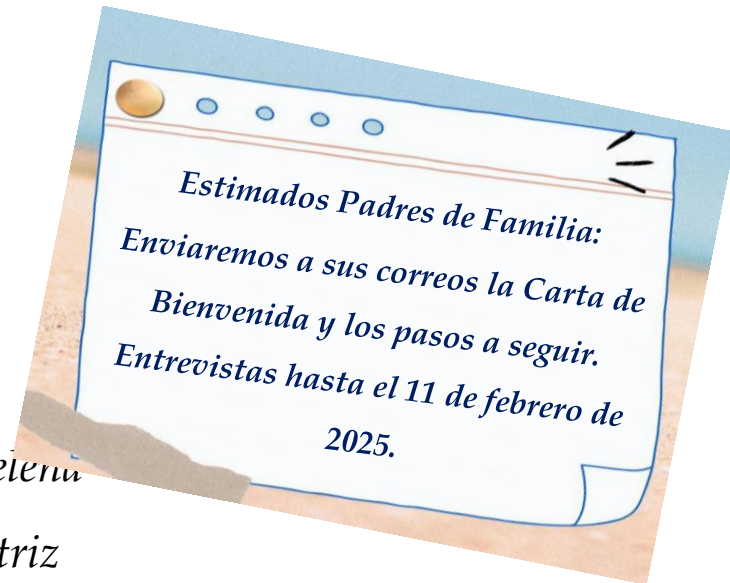 Estimados Padres de Familia:
Enviaremos a sus correos la Carta de
Bienvenida y los pasos a seguir.
Entrevistas hasta el 11 de febrero de
2025.